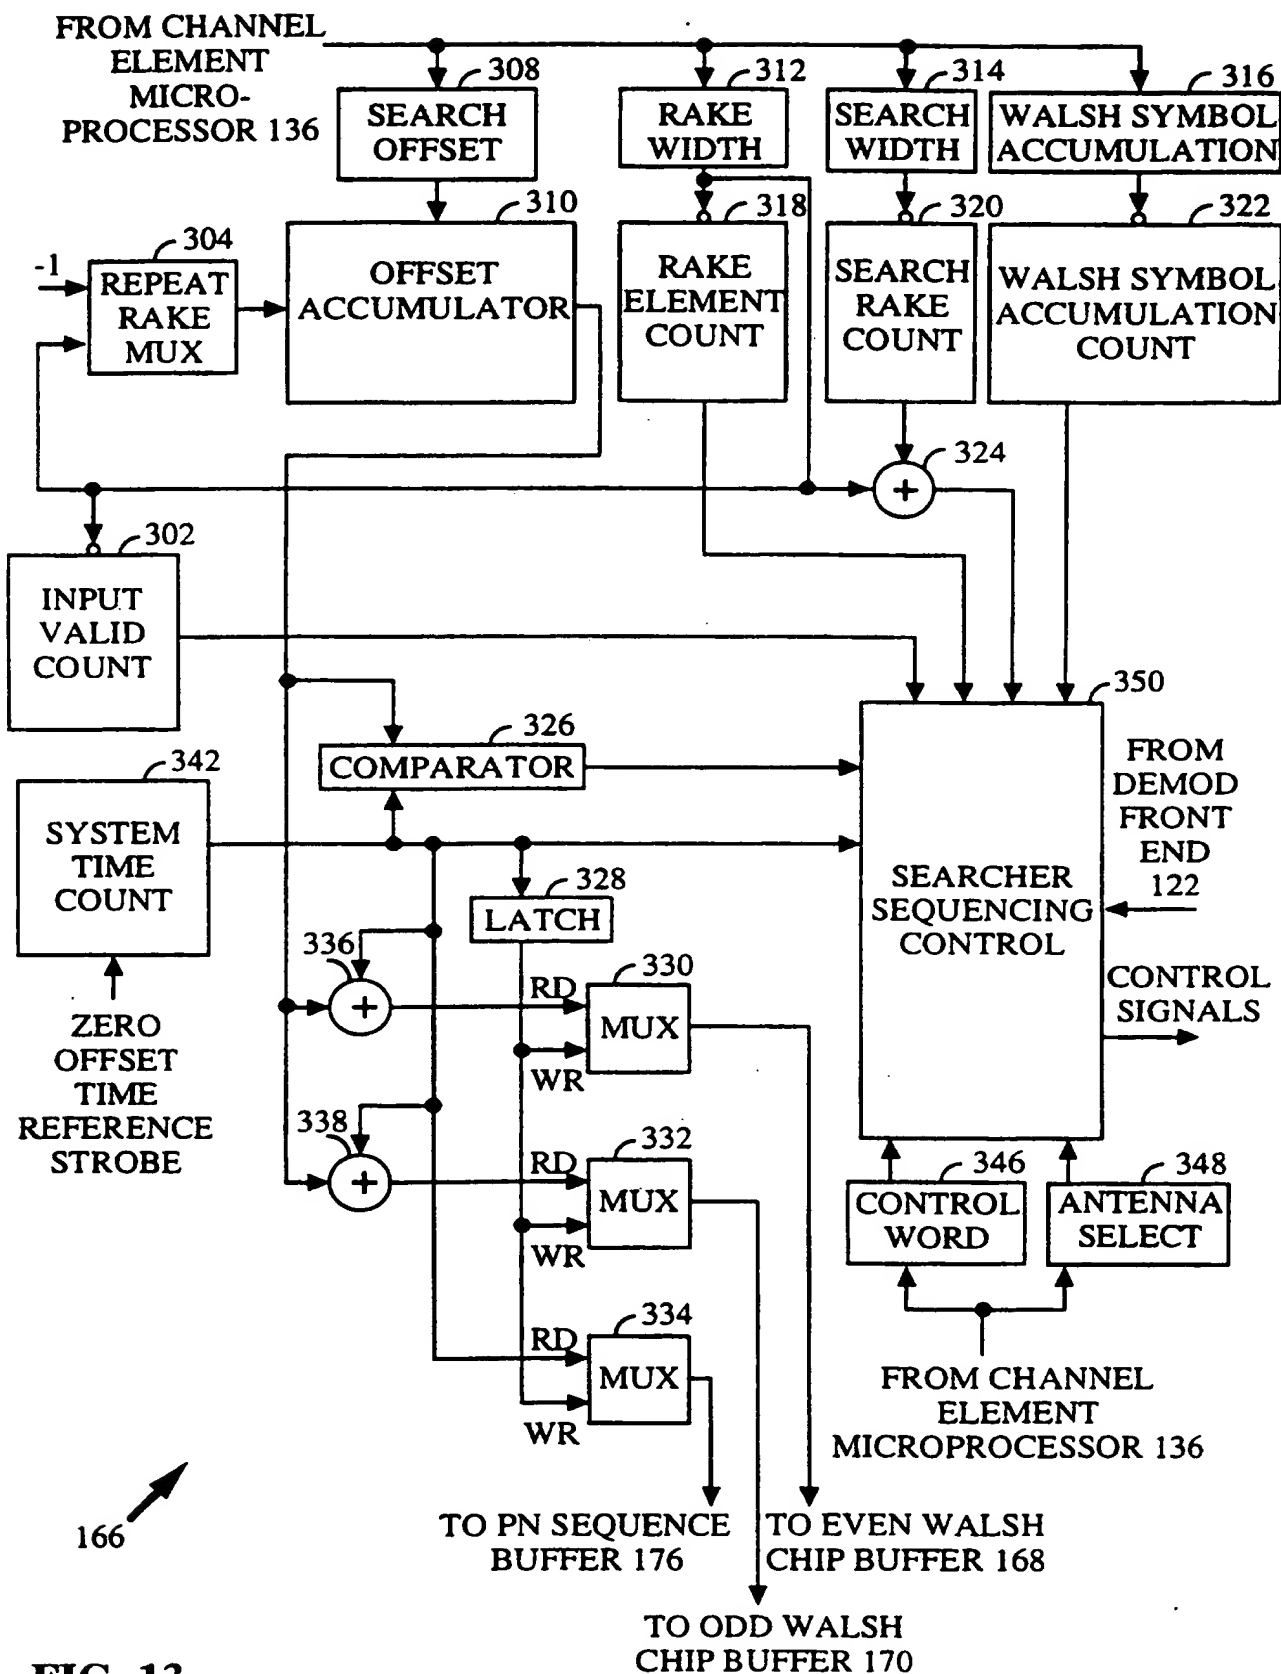 FROM CHANNEL
ELEMENT
MICRO-
PROCESSOR 136
308
SEARCH
OFFSET
312
RAKE
WIDTH
314
SEARCH
WIDTH
316
WALSH SYMBOL
ACCUMULATION
304
-1
REPEAT
RAKE
MUX
310
OFFSET
ACCUMULATOR
318
RAKE
ELEMENT
COUNT
320
SEARCH
RAKE
COUNT
322
WALSH SYMBOL
ACCUMULATION
COUNT
324
+
302
INPUT
VALID
COUNT
350
326
COMPARATOR
342
SYSTEM
TIME
COUNT
FROM
DEMOD
FRONT
END
122
SEARCHER
SEQUENCING
CONTROL
328
LATCH
336
+
RD
330
MUX
WR
CONTROL
SIGNALS
ZERO
OFFSET
TIME
REFERENCE
STROBE
338
+
RD
332
MUX
WR
346
CONTROL
WORD
348
ANTENNA
SELECT
RD
334
MUX
WR
FROM CHANNEL
ELEMENT
MICROPROCESSOR 136
166
TO PN SEQUENCE
BUFFER 176
TO EVEN WALSH
CHIP BUFFER 168
TO ODD WALSH
CHIP BUFFER 170
FIG. 13